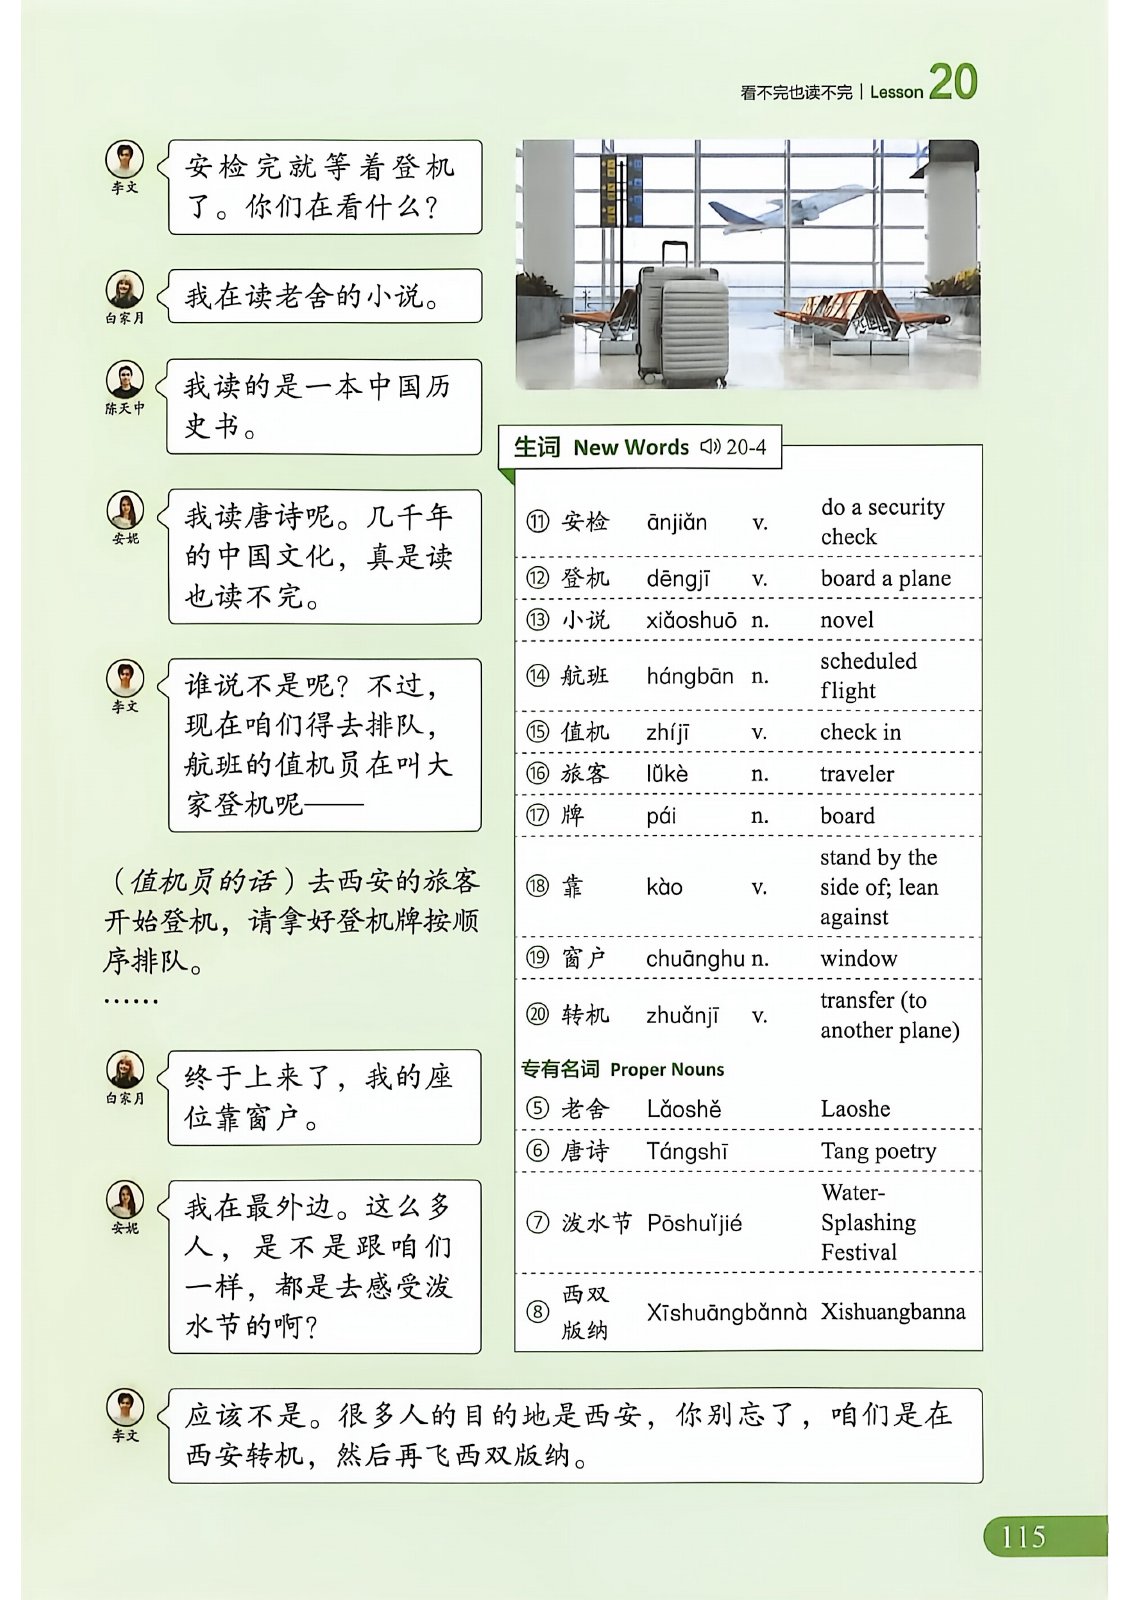 看不完也读不完 | Lesson 20
李文
安检完就等着登机
了。你们在看什么？
白家月
我在读老舍的小说。
陈天中
我读的是一本中国历
史书。
安妮
我读唐诗呢。几千年
的中国文化，真是读
也读不完。
李文
谁说不是呢？不过，
现在咱们得去排队，
航班的值机员在叫大
家登机呢——
（值机员的话）去西安的旅客
开始登机，请拿好登机牌按顺
序排队。
……
白家月
终于上来了，我的座
位靠窗户。
安妮
我在最外边。这么多
人，是不是跟咱们
一样，都是去感受泼
水节的啊？
李文
应该不是。很多人的目的地是西安，你别忘了，咱们是在
西安转机，然后再飞西双版纳。
生词 New Words 20-4
⑪ 安检 ānjiǎn v. do a security
check
⑫ 登机 dēngjī v. board a plane
⑬ 小说 xiǎoshuō n. novel
⑭ 航班 hángbān n. scheduled
flight
⑮ 值机 zhíjī v. check in
⑯ 旅客 lǚkè n. traveler
⑰ 牌 pái n. board
⑱ 靠 kào v. stand by the
side of; lean
against
⑲ 窗户 chuānghu n. window
⑳ 转机 zhuǎnjī v. transfer (to
another plane)
专有名词 Proper Nouns
⑤ 老舍 Lǎoshě Laoshe
⑥ 唐诗 Tángshī Tang poetry
⑦ 泼水节 Pōshuǐjié Water-
Splashing
Festival
⑧ 西双
版纳 Xīshuāngbǎnnà Xishuangbanna
115